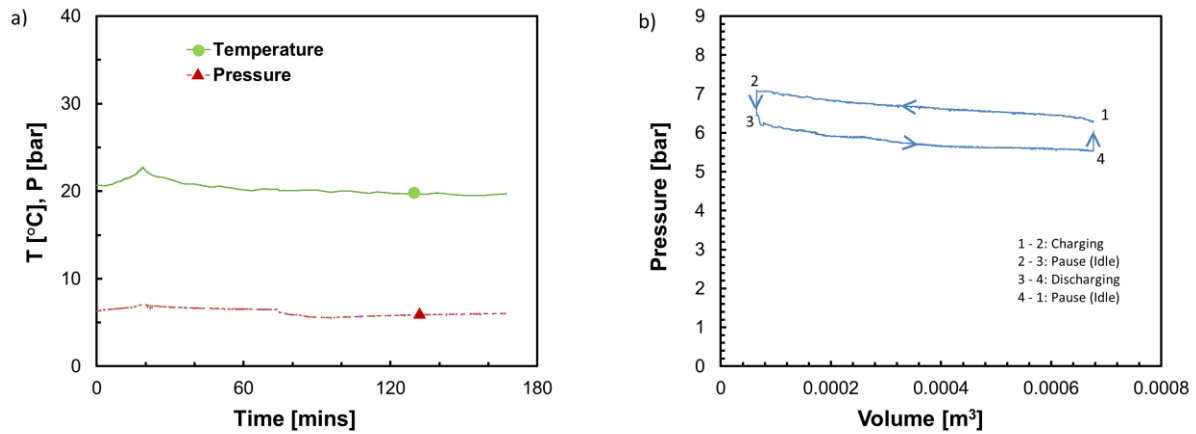 a)
40
30
20
10
0
T [°C], P [bar]
Temperature
Pressure
0
60
120
180
Time [mins]
b)
9
8
7
6
5
4
3
2
1
0
Pressure [bar]
2
1
3
4
1 - 2: Charging
2 - 3: Pause (Idle)
3 - 4: Discharging
4 - 1: Pause (Idle)
0
0.0002
0.0004
0.0006
0.0008
Volume [m³]